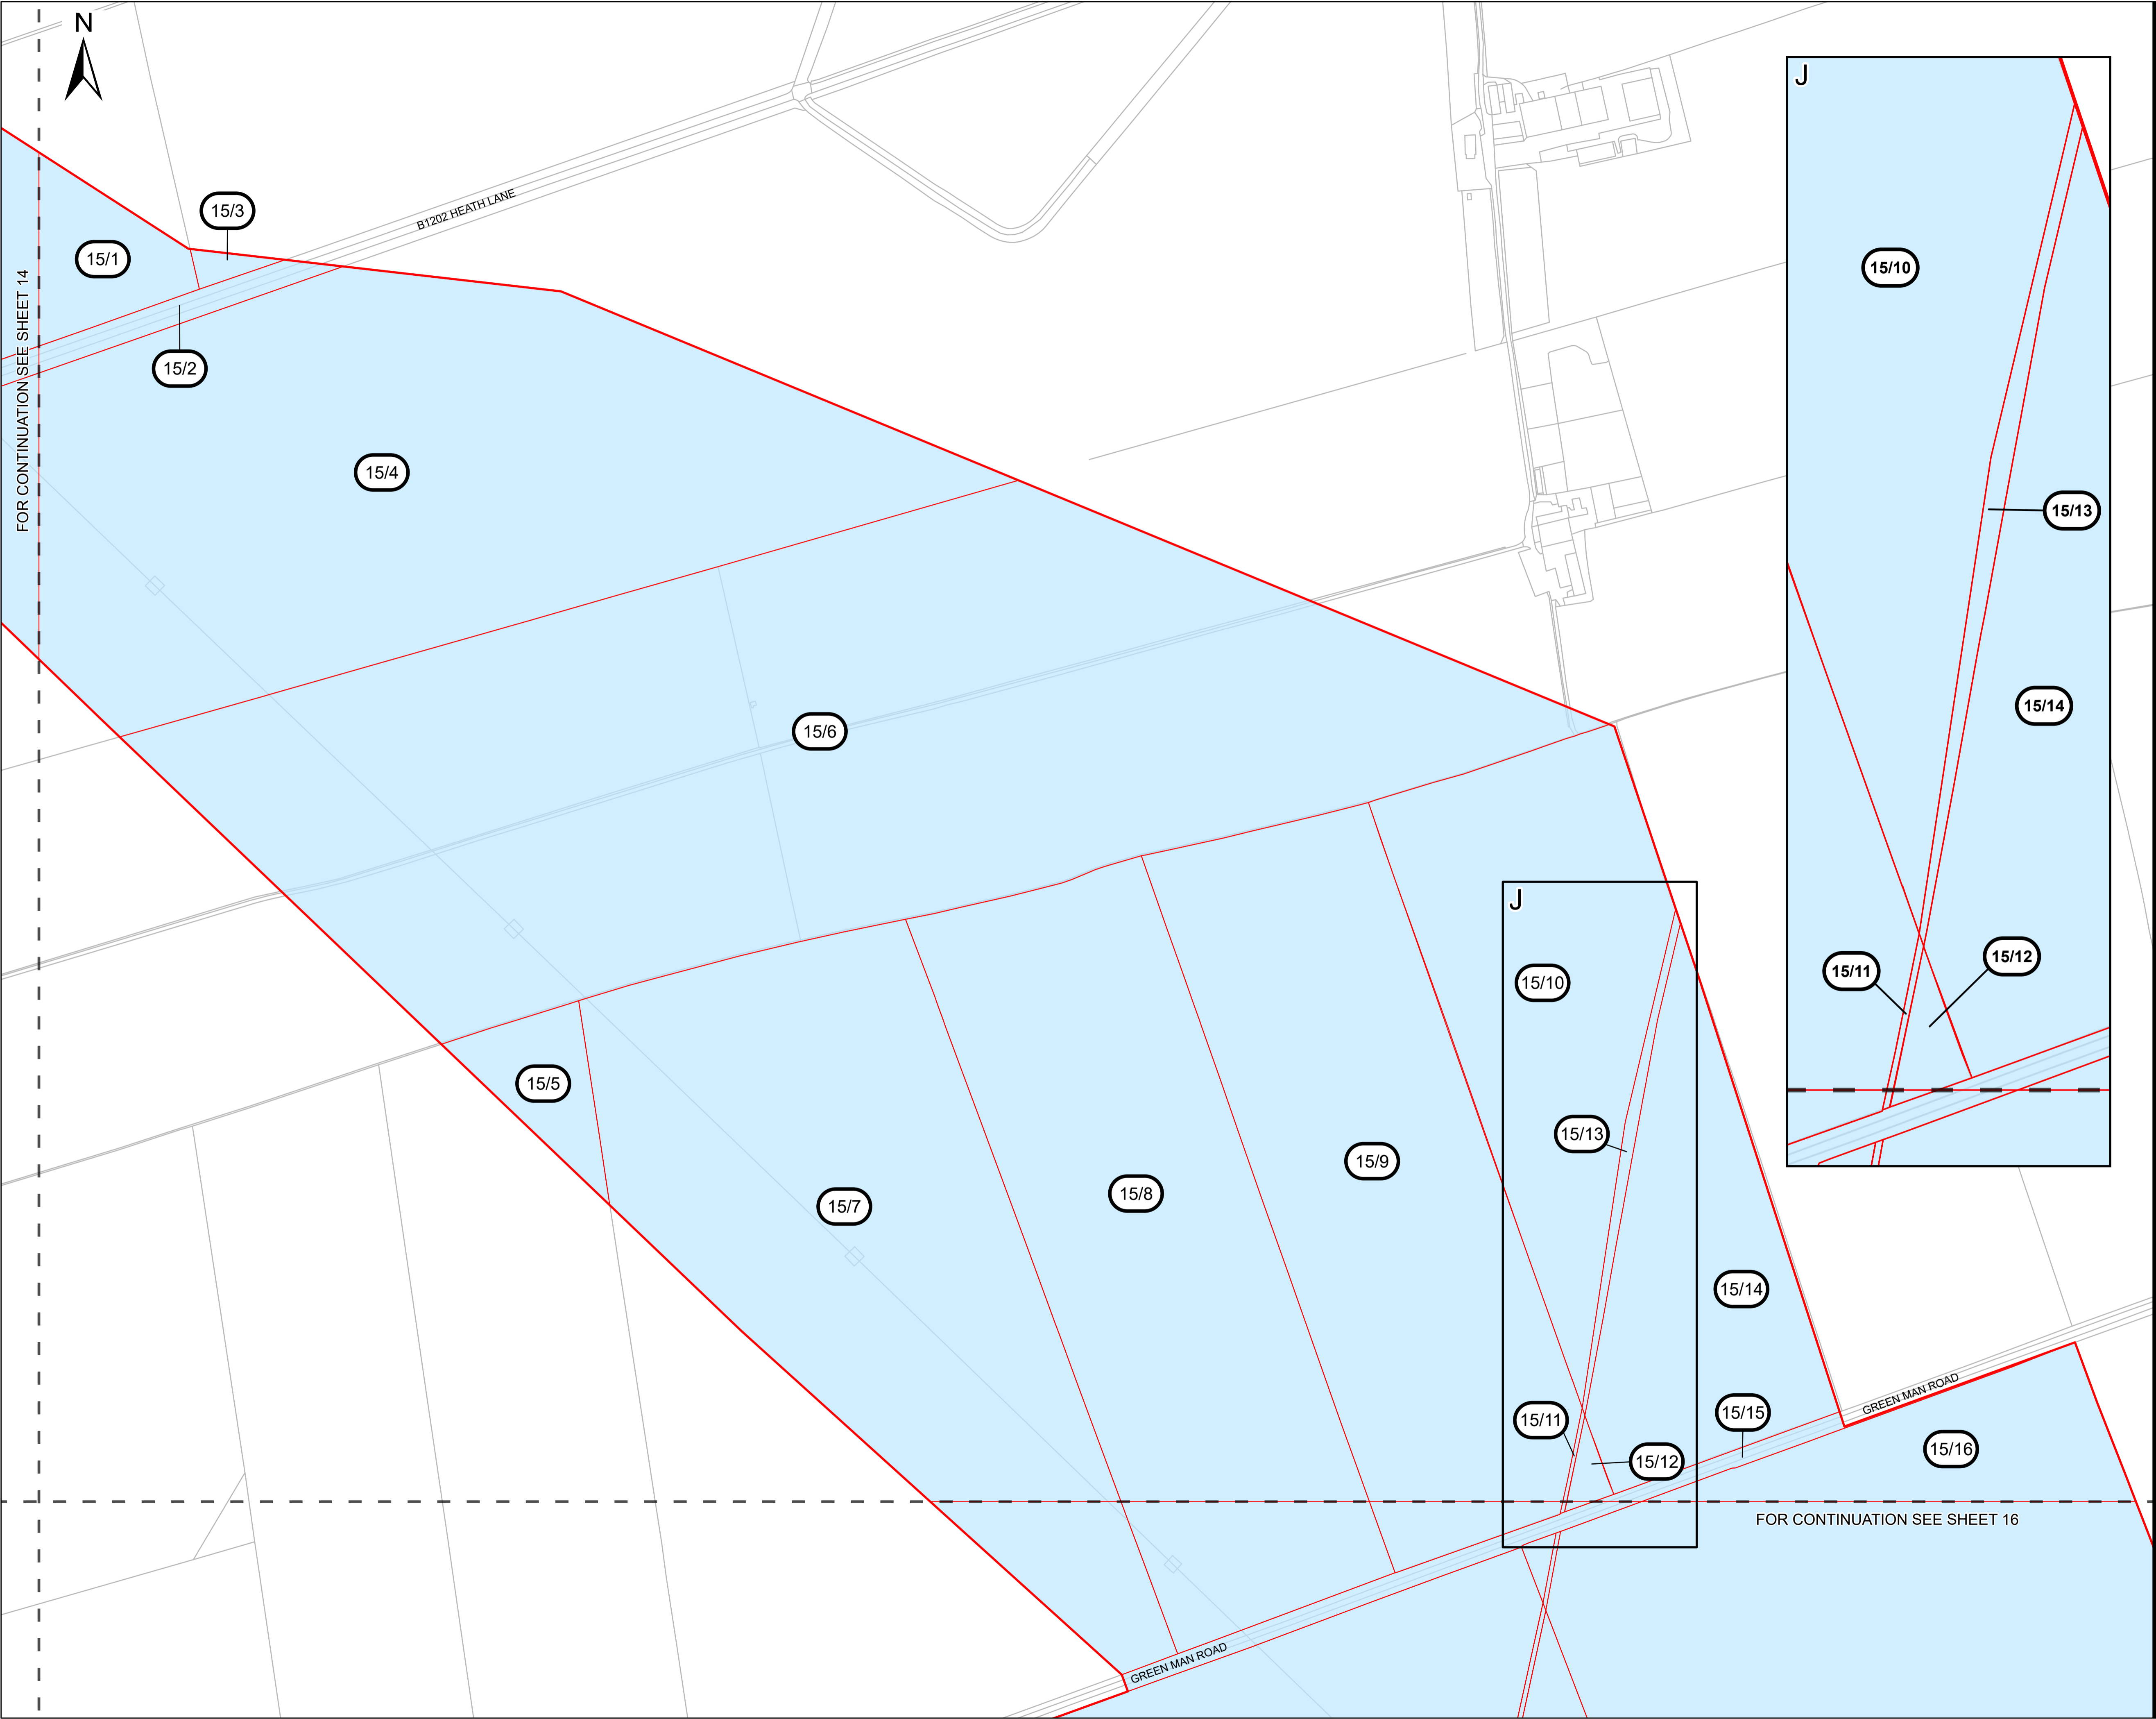 N
J
15/3
B1202 HEATH LANE
15/1
15/10
FOR CONTINUATION SEE SHEET 14
15/2
15/4
15/13
15/14
15/6
J
15/11
15/12
15/10
15/5
15/13
15/9
15/8
15/7
15/14
GREEN MAN ROAD
15/15
15/11
15/16
15/12
FOR CONTINUATION SEE SHEET 16
GREEN MAN ROAD